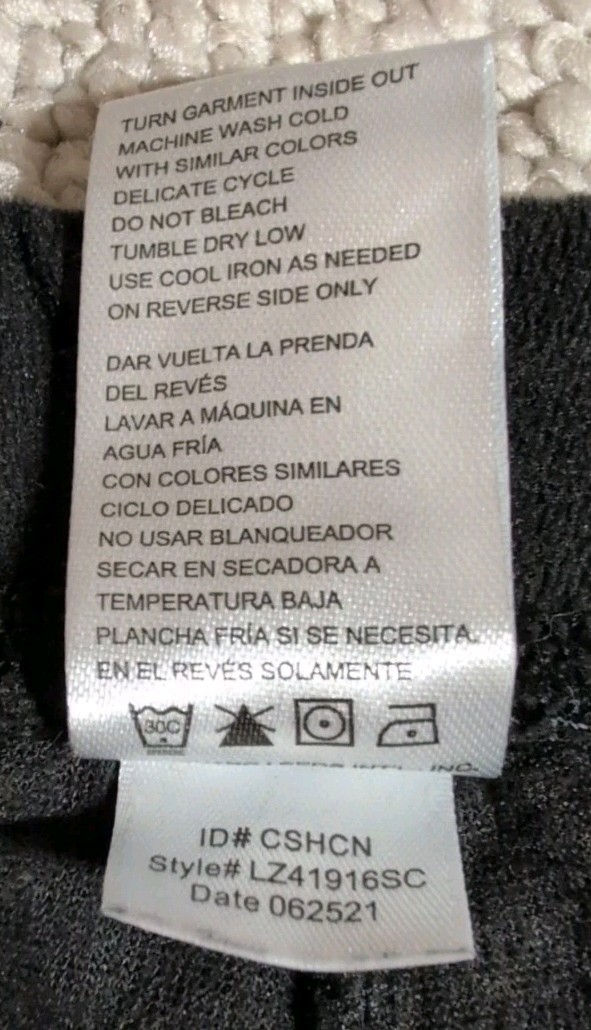 TURN GARMENT INSIDE OUT
MACHINE WASH COLD
WITH SIMILAR COLORS
DELICATE CYCLE
DO NOT BLEACH
TUMBLE DRY LOW
USE COOL IRON AS NEEDED
ON REVERSE SIDE ONLY
DAR VUELTA LA PRENDA
DEL REVÉS
LAVAR A MÁQUINA EN
AGUA FRÍA
CON COLORES SIMILARES
CICLO DELICADO
NO USAR BLANQUEADOR
SECAR EN SECADORA A
TEMPERATURA BAJA
PLANCHA FRÍA SI SE NECESITA.
EN EL REVÉS SOLAMENTE
30C
INT'L., INC.
ID# CSHCN
Style# LZ41916SC
Date 062521